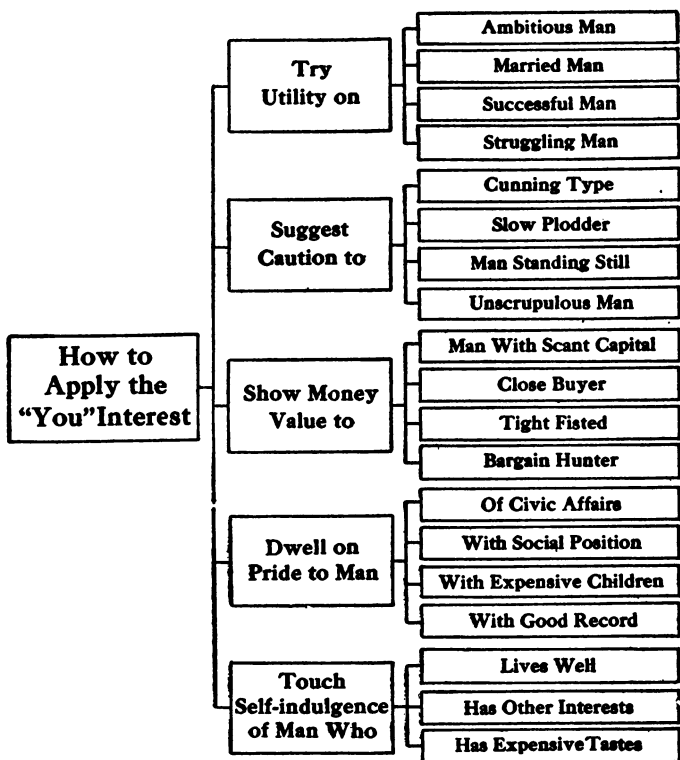 How to
Apply the
“You” Interest
Try
Utility on
Ambitious Man
Married Man
Successful Man
Struggling Man
Suggest
Caution to
Cunning Type
Slow Plodder
Man Standing Still
Unscrupulous Man
Show Money
Value to
Man With Scant Capital
Close Buyer
Tight Fisted
Bargain Hunter
Dwell on
Pride to Man
Of Civic Affairs
With Social Position
With Expensive Children
With Good Record
Touch
Self-indulgence
of Man Who
Lives Well
Has Other Interests
Has Expensive Tastes